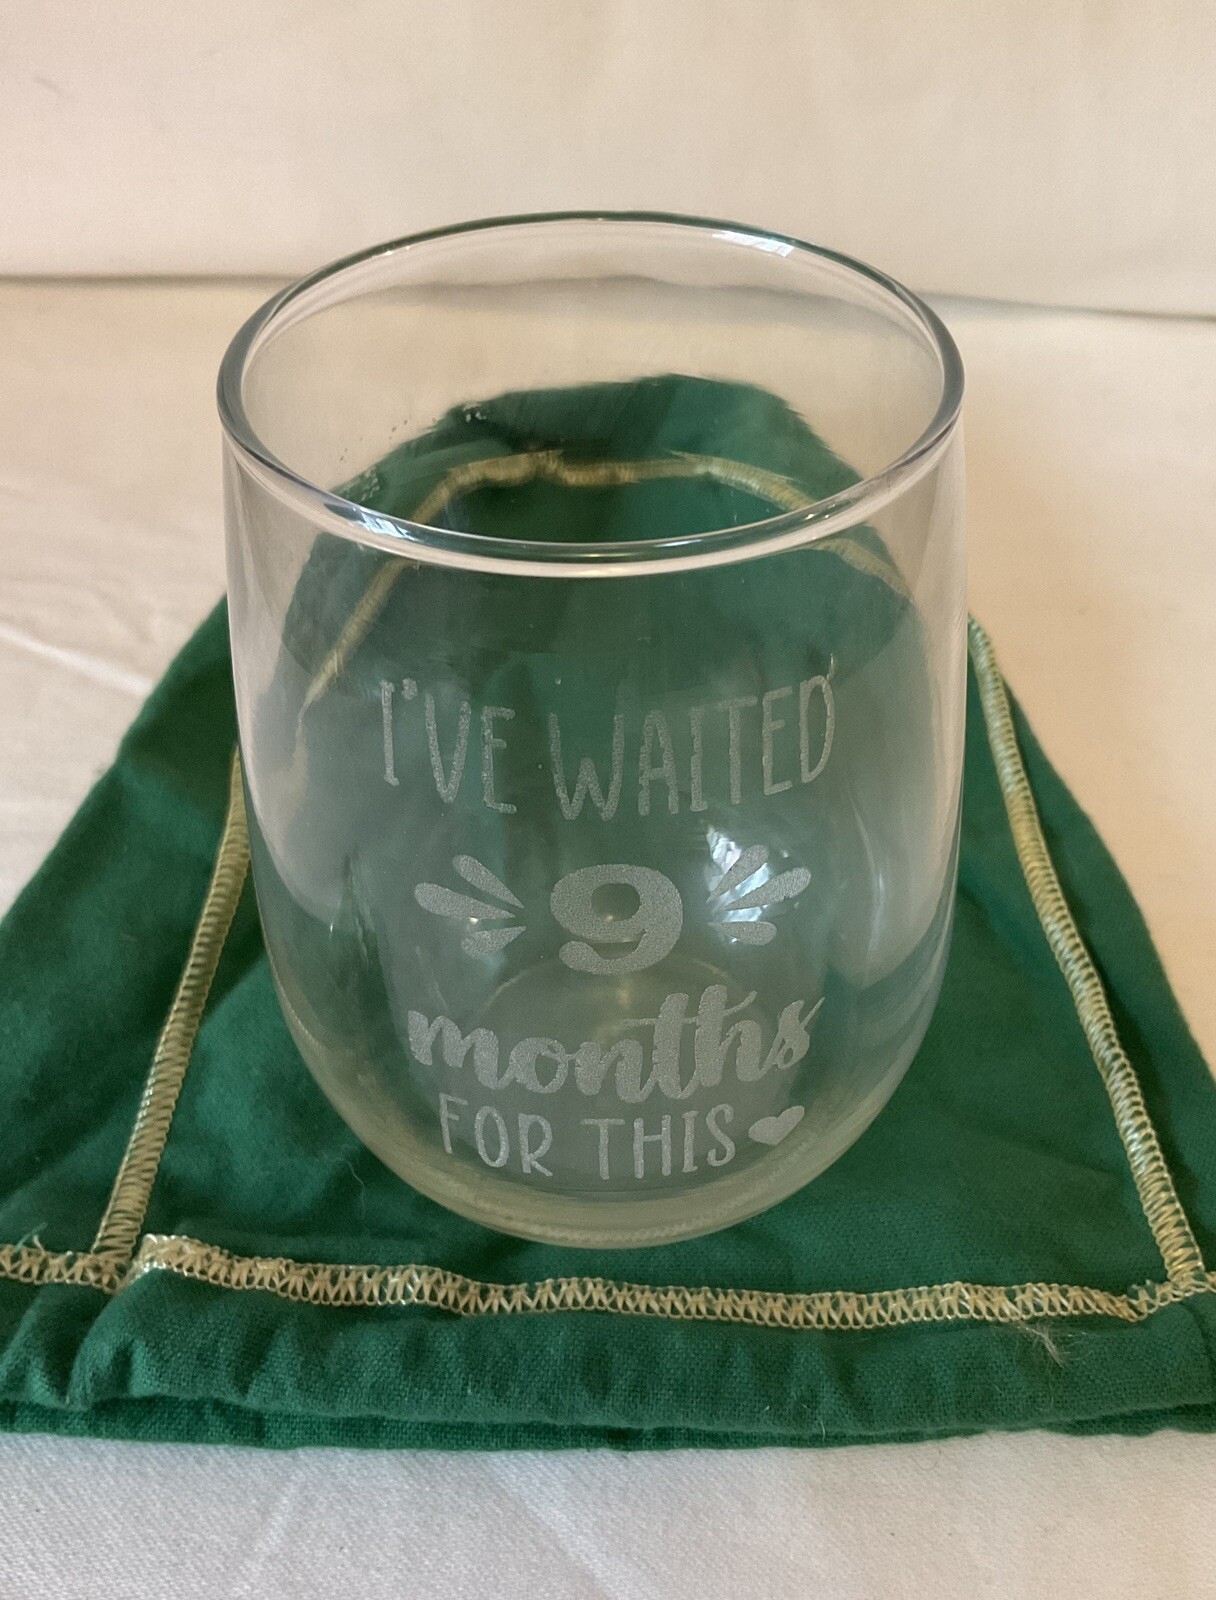 I'VE WAITED
9
months
FOR THIS